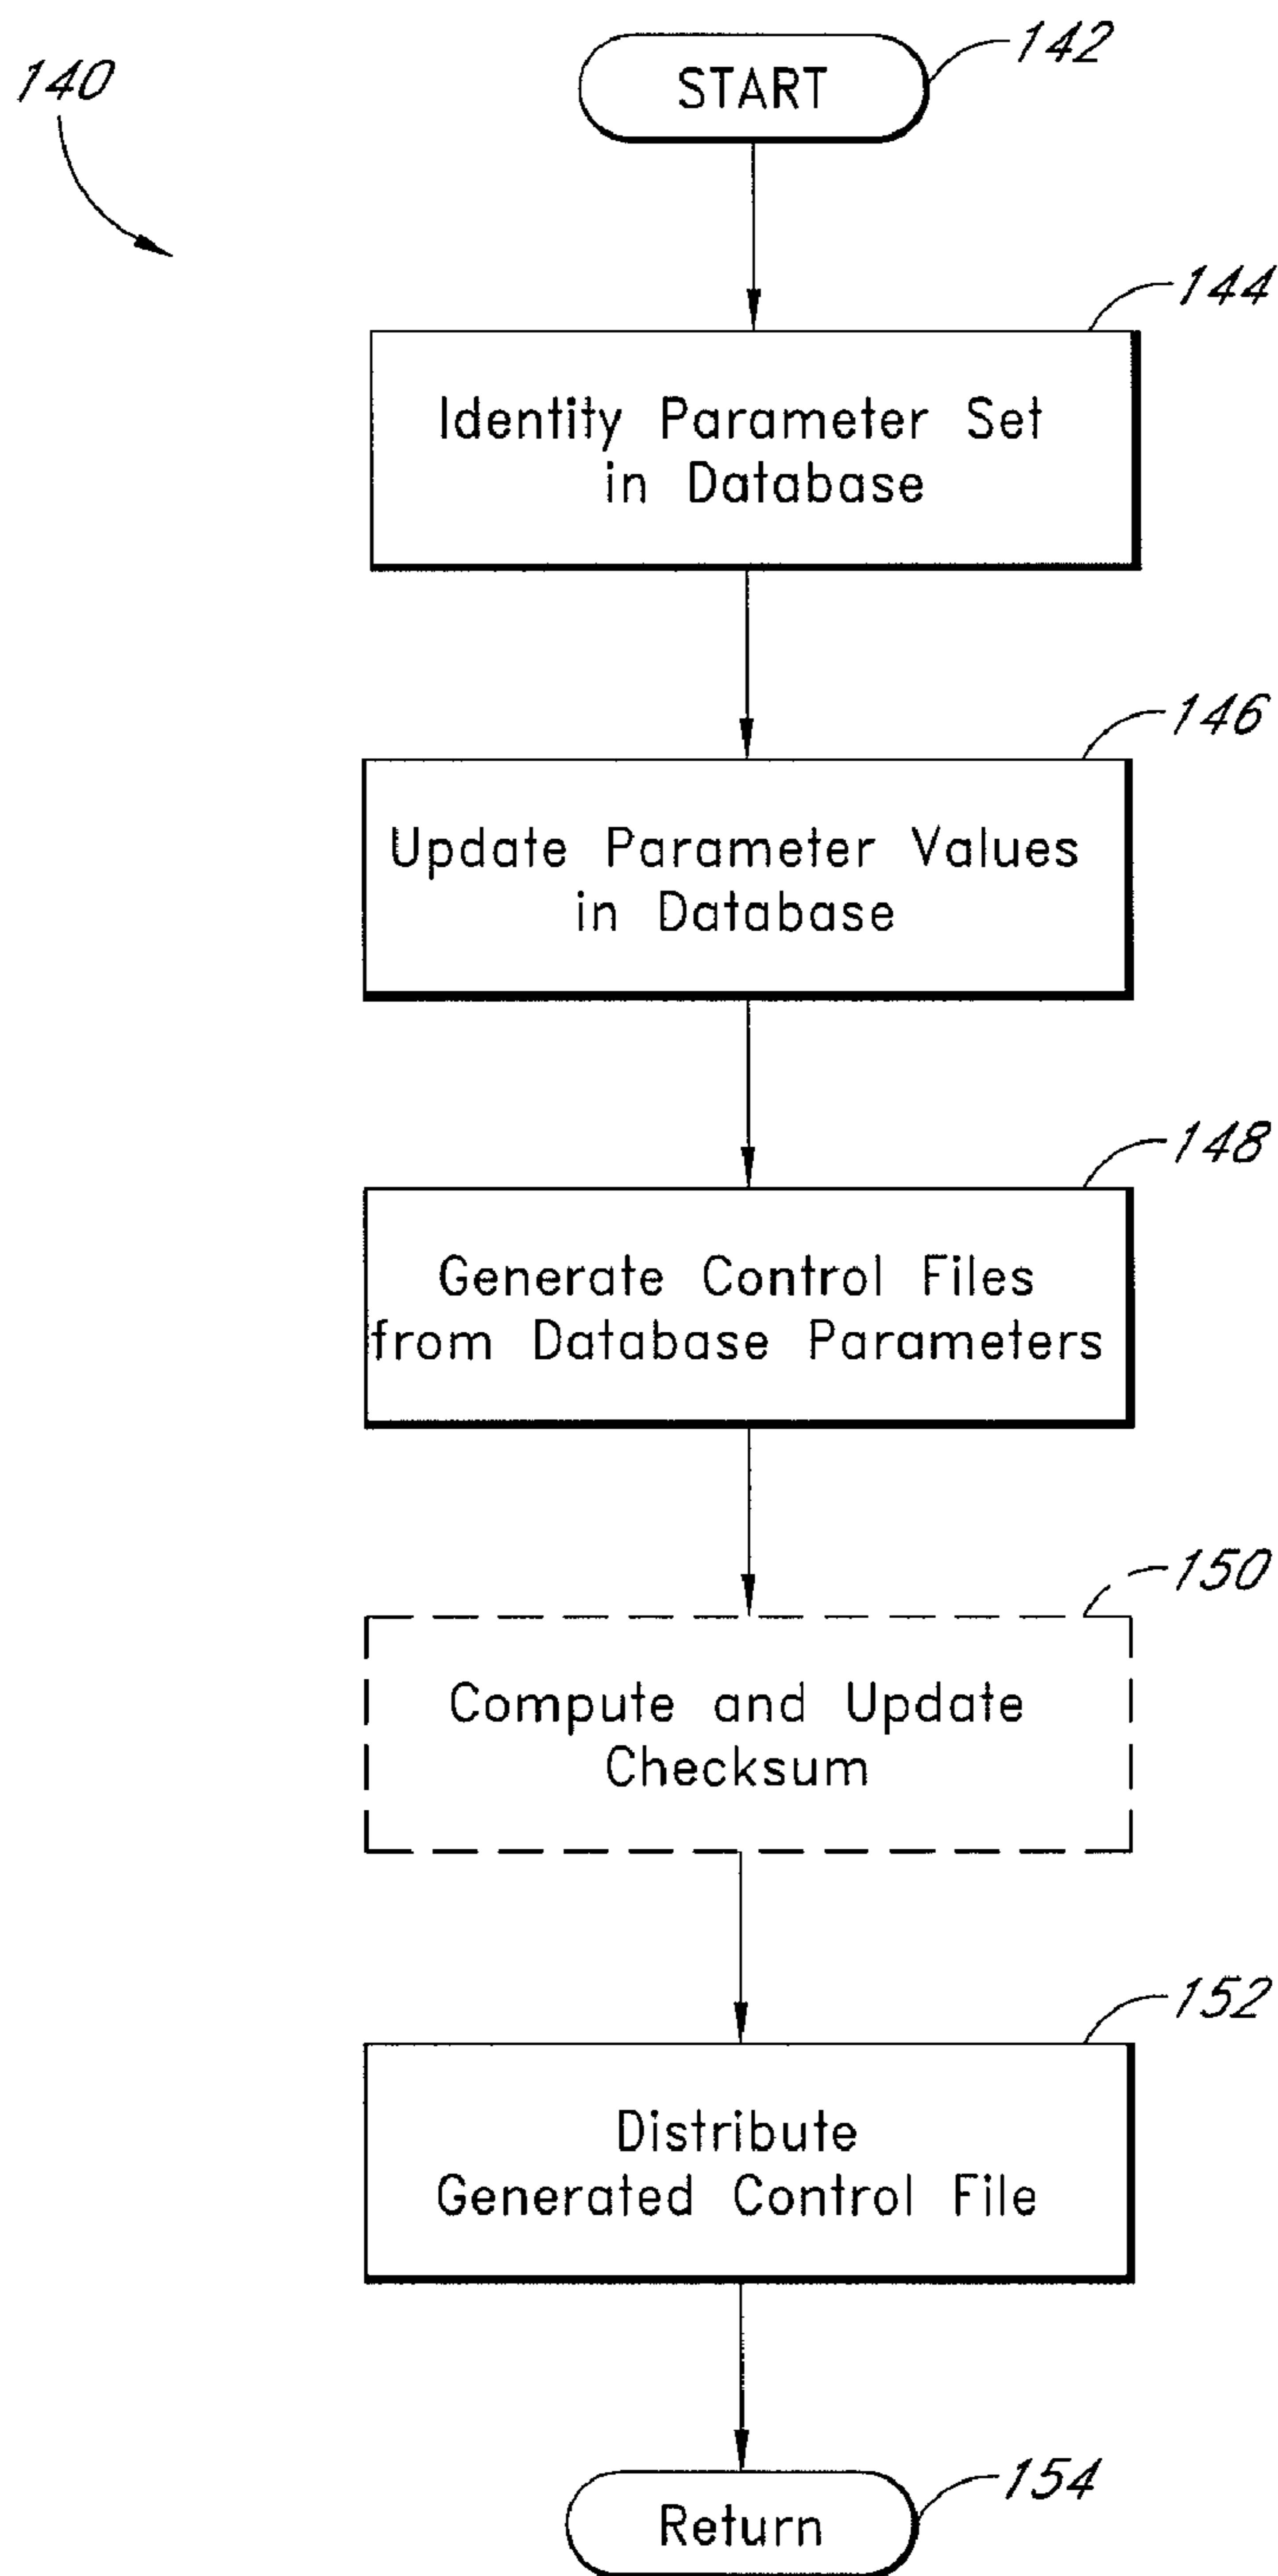 140
START
142
144
Identity Parameter Set
in Database
146
Update Parameter Values
in Database
148
Generate Control Files
from Database Parameters
150
Compute and Update
Checksum
152
Distribute
Generated Control File
154
Return